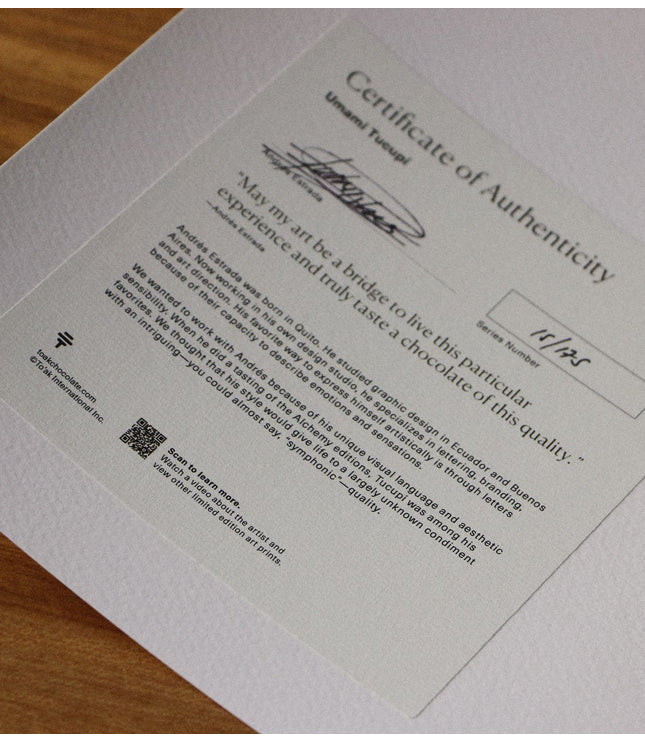 Certificate of Authenticity
Umami Tucupi
Andrés Estrada
15/175
Series Number
“May my art be a bridge to live this particular
experience and truly taste a chocolate of this quality.”
—Andrés Estrada
Andrés Estrada was born in Quito. He studied graphic design in Ecuador and Buenos
Aires. Now working in his own design studio, he specializes in lettering, branding,
and art direction. His favorite way to express himself artistically is through letters
because of their capacity to describe emotions and sensations.
We wanted to work with Andrés because of his unique visual language and aesthetic
sensibility. When he did a tasting of the Alchemy editions, Tucupi was among his
favorites. We thought that his style would give life to a largely unknown condiment
with an intriguing—you could almost say, “symphonic”—quality.
toakchocolate.com
©To’ak International Inc.
Scan to learn more.
Watch a video about the artist and
view other limited edition art prints.